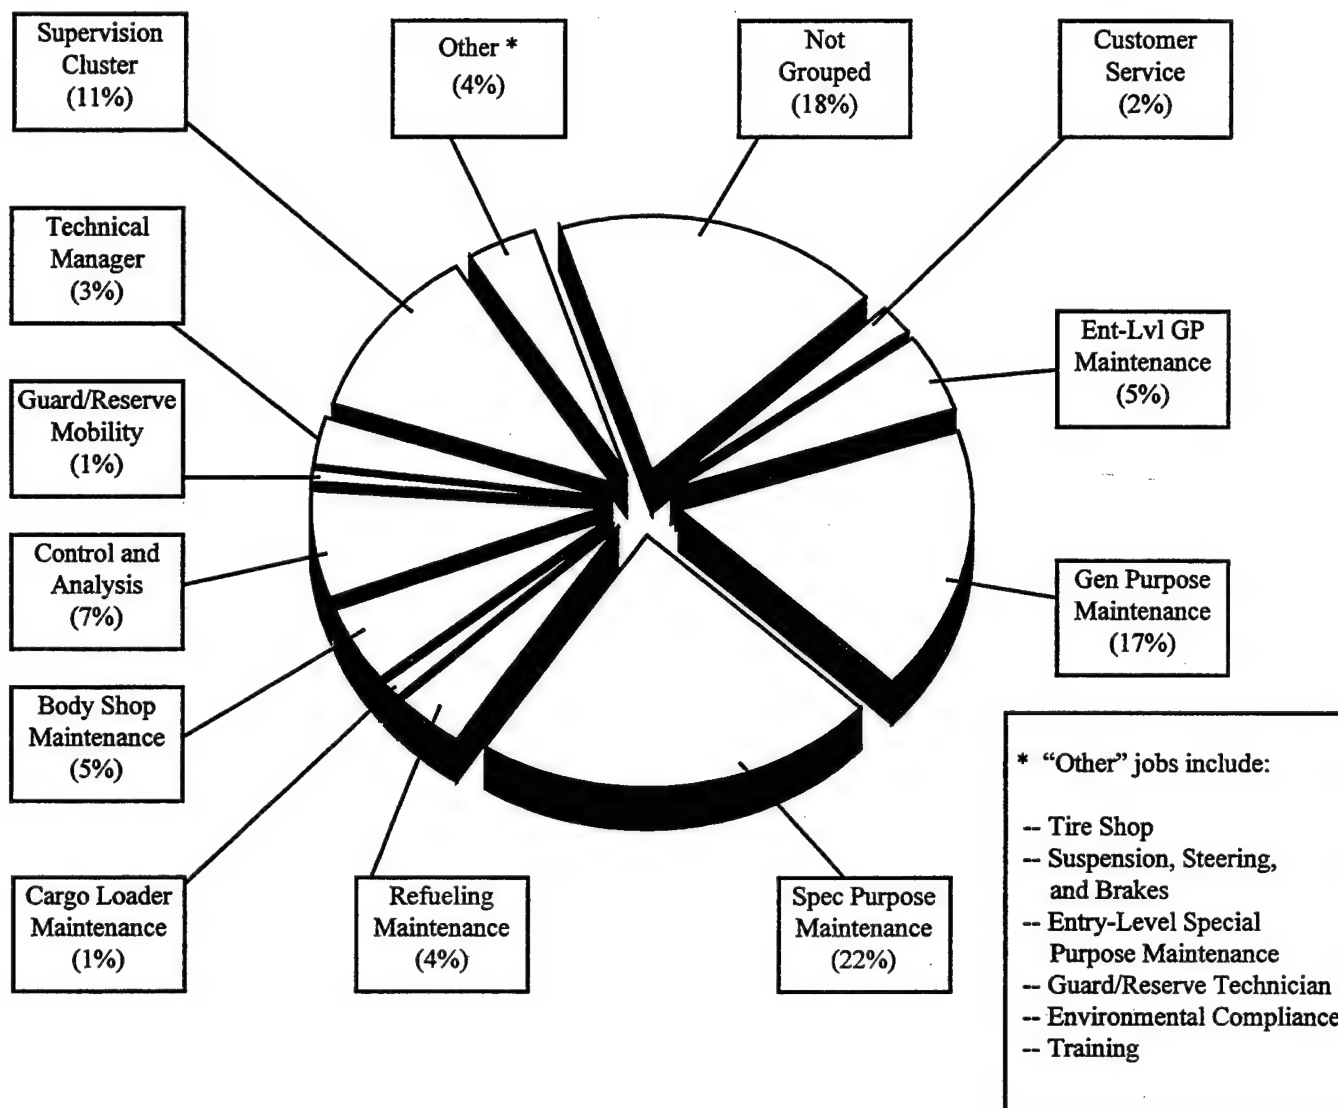 Supervision
Cluster
(11%)
Other *
(4%)
Not
Grouped
(18%)
Customer
Service
(2%)
Technical
Manager
(3%)
Ent-Lvl GP
Maintenance
(5%)
Guard/Reserve
Mobility
(1%)
Control and
Analysis
(7%)
Gen Purpose
Maintenance
(17%)
Body Shop
Maintenance
(5%)
Cargo Loader
Maintenance
(1%)
Refueling
Maintenance
(4%)
Spec Purpose
Maintenance
(22%)
* “Other” jobs include:
-- Tire Shop
-- Suspension, Steering,
and Brakes
-- Entry-Level Special
Purpose Maintenance
-- Guard/Reserve Technician
-- Environmental Compliance
-- Training